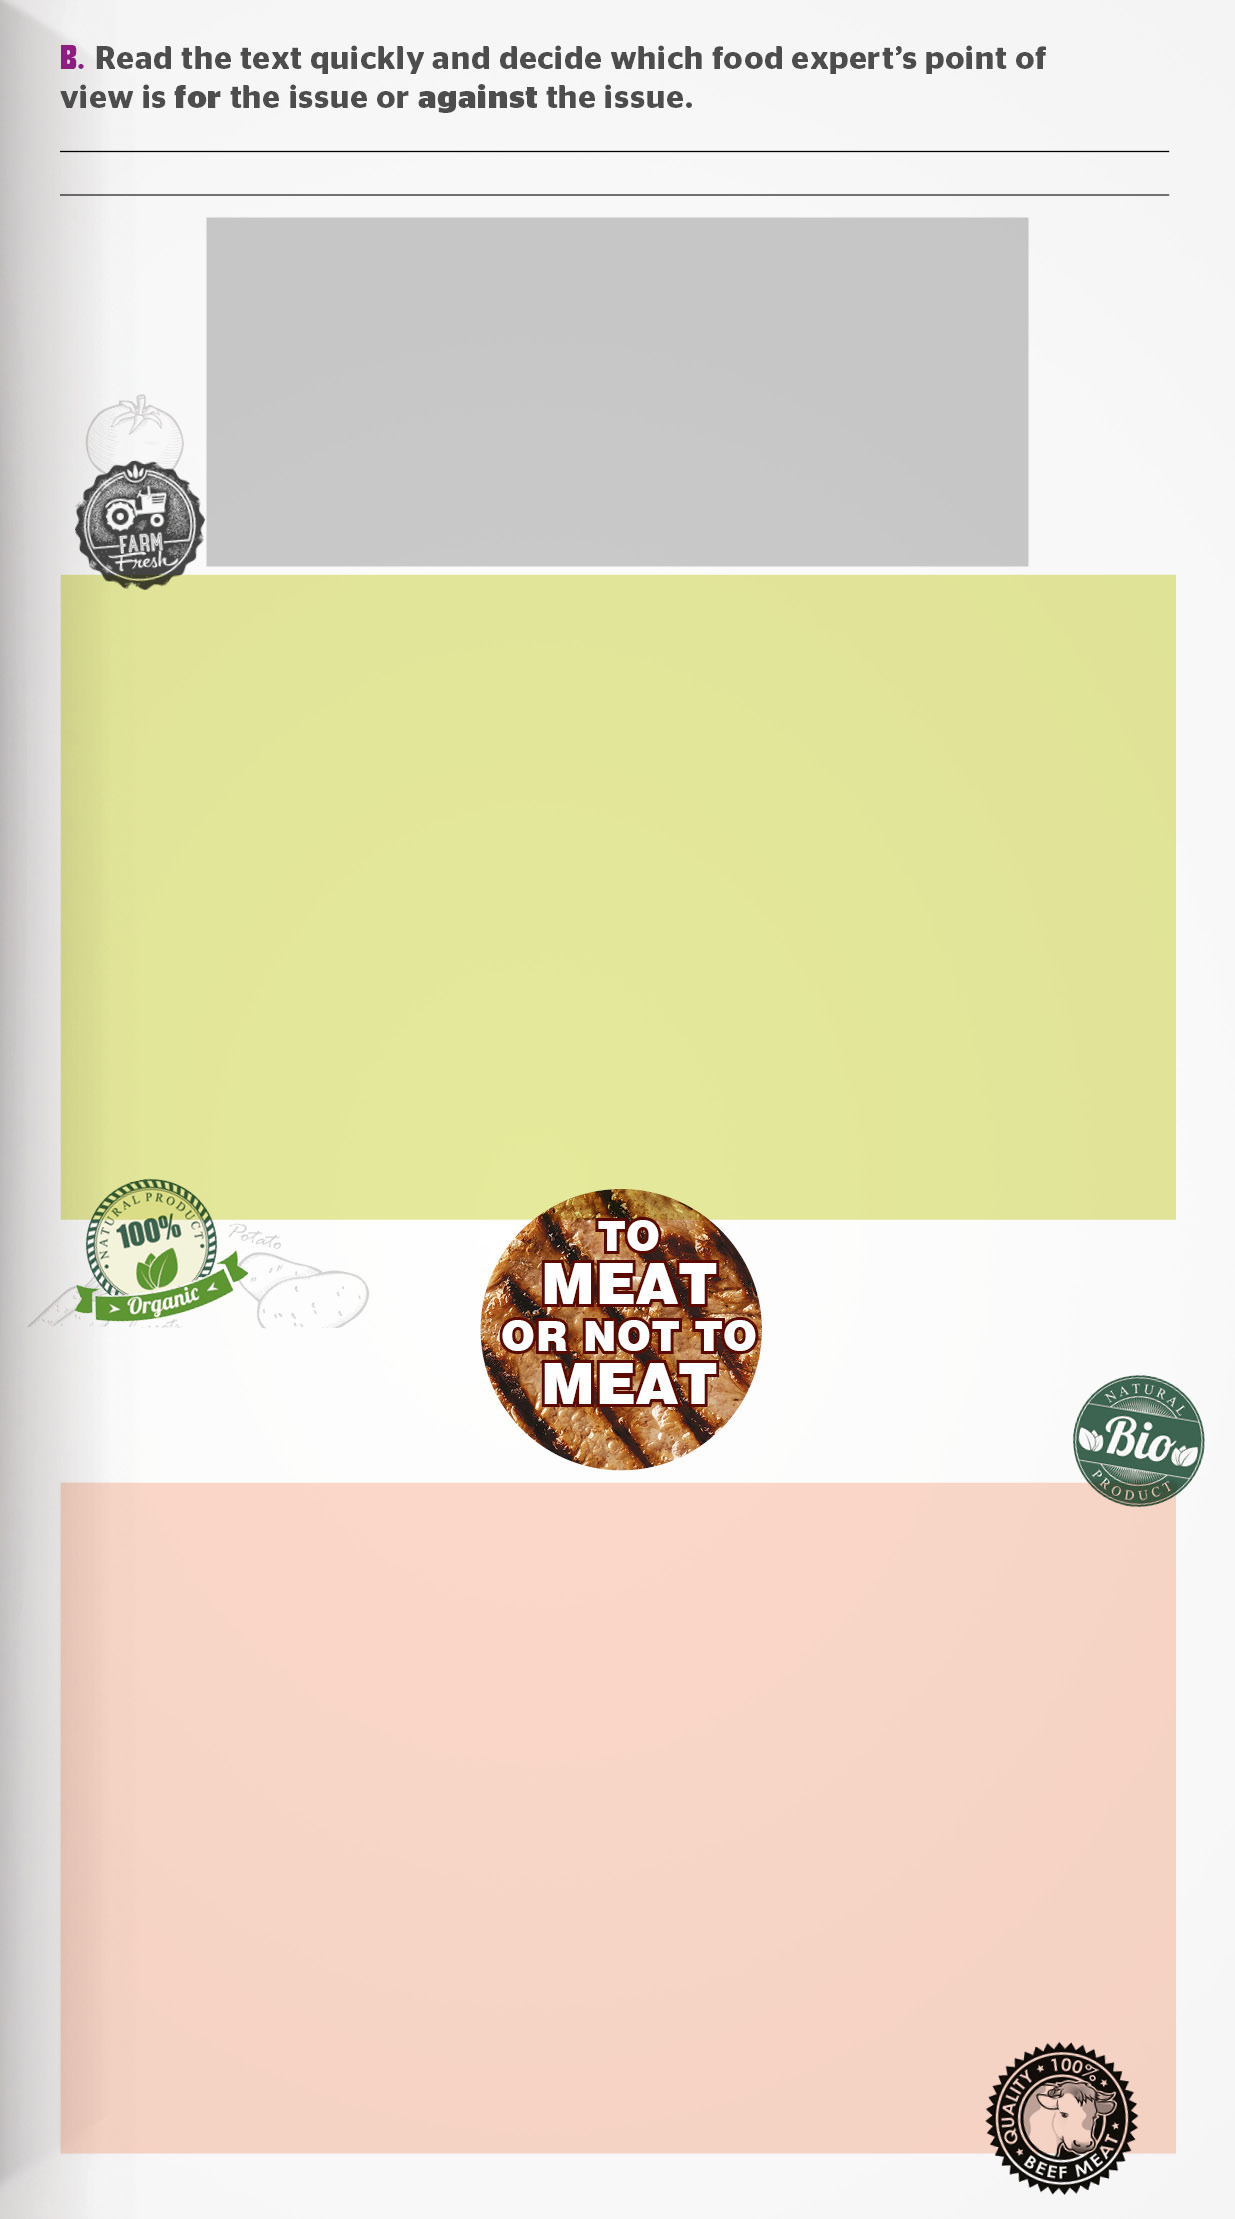 B. Read the text quickly and decide which food expert’s point of
view is for the issue or against the issue.
FARM
Fresh
NATURAL PRODUCT
100%
Organic
Potato
TO
MEAT
OR NOT TO
MEAT
NATURAL
Bio
PRODUCT
QUALITY ★ 100% ★
★ BEEF MEAT ★